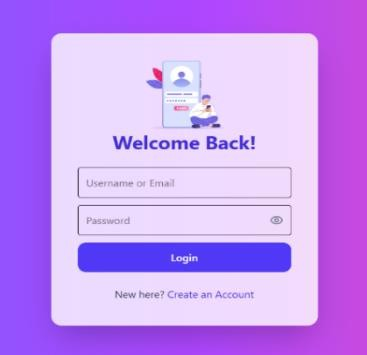 Welcome Back!
Username or Email
Password
Login
New here? Create an Account